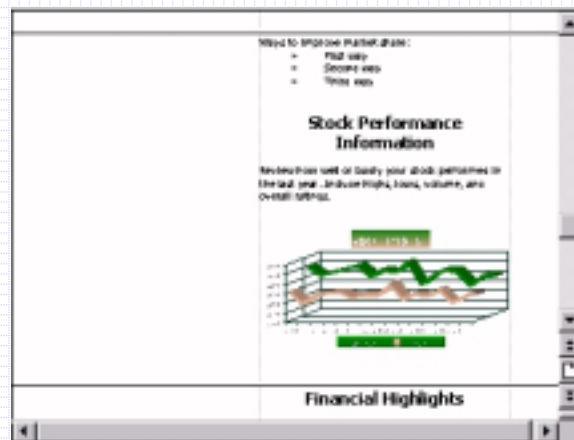 Ways to improve market share:
First way
Second way
Third way
Stock Performance
Information
Review how well or badly your stock performed in
the last year. Include highs, lows, volume, and
overall ratings.
Financial Highlights